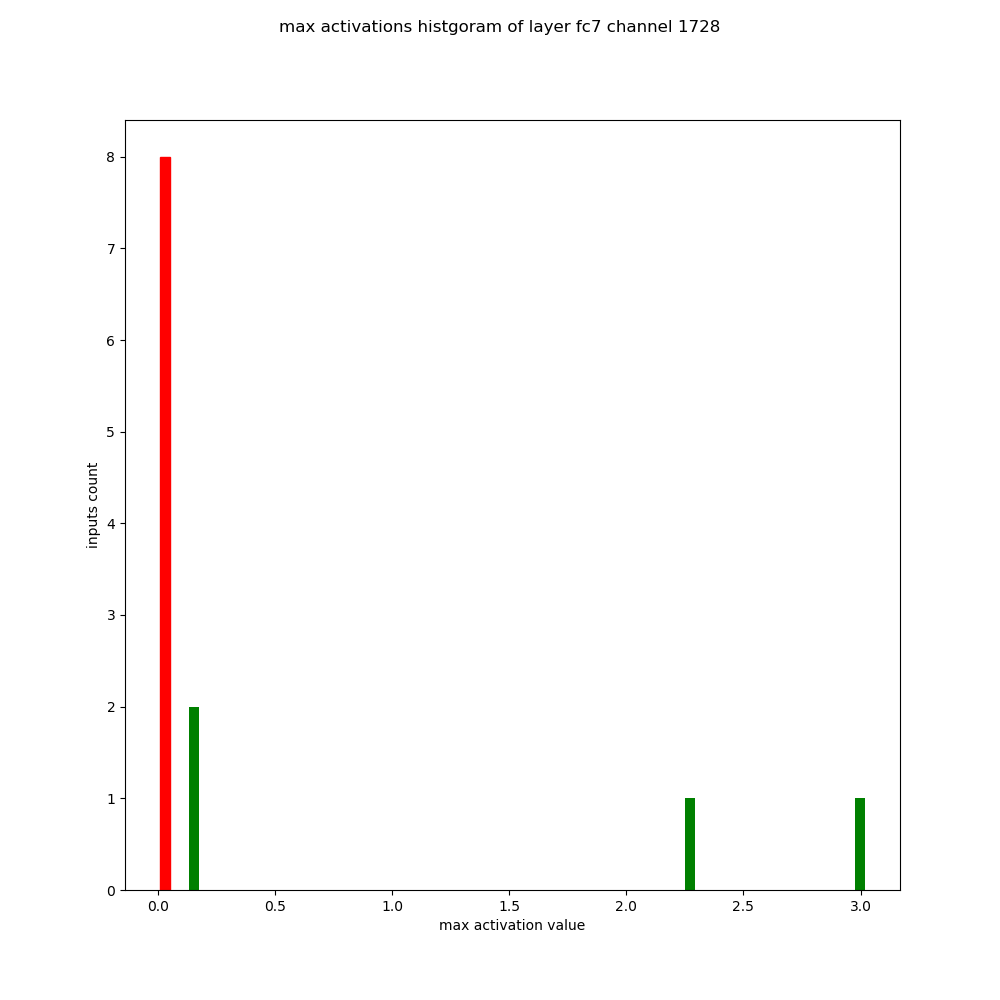 max activations histgoram of layer fc7 channel 1728
8
7
6
5
4
3
2
1
0
inputs count
0.0 0.5 1.0 1.5 2.0 2.5 3.0
max activation value